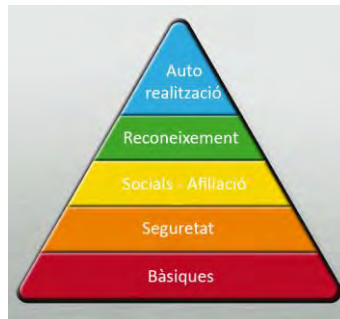 Auto
realització
Reconeixement
Socials - Afiliació
Seguretat
Bàsiques